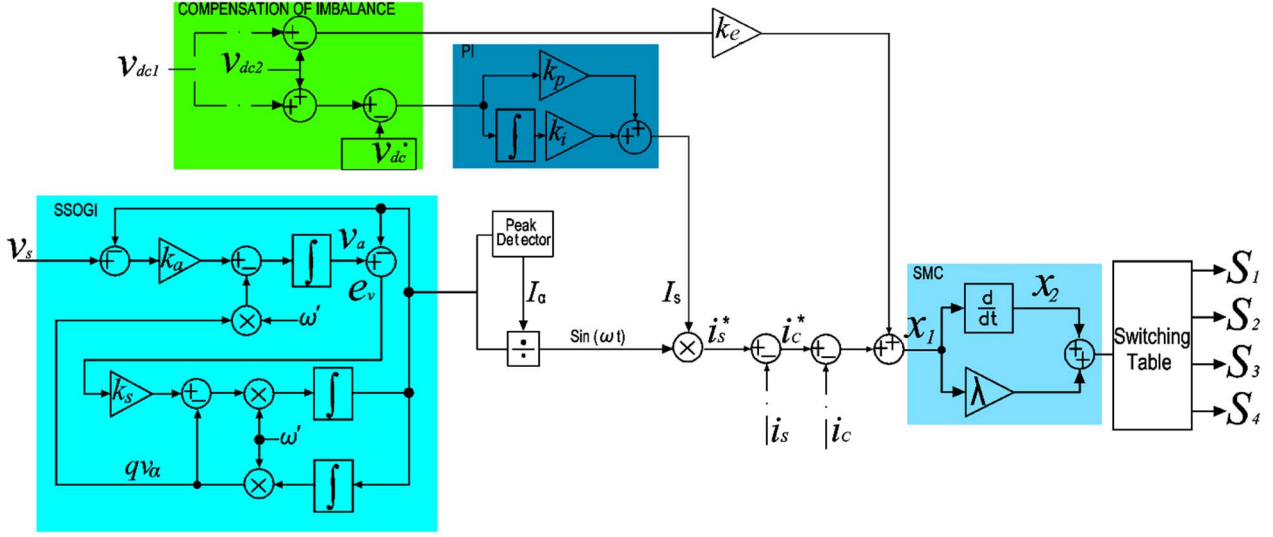 COMPENSATION OF IMBALANCE
v_dc1
v_dc2
v_dc*
PI
k_p
∫
k_i
k_e
SSOGI
v_s
k_a
∫
v_a
e_v
ω'
k_s
∫
ω'
qv_α
∫
Peak
Detector
I_α
÷
Sin (ωt)
I_s
×
i_s*
i_c*
i_s
i_c
x_1
SMC
d
dt
x_2
λ
Switching
Table
S_1
S_2
S_3
S_4